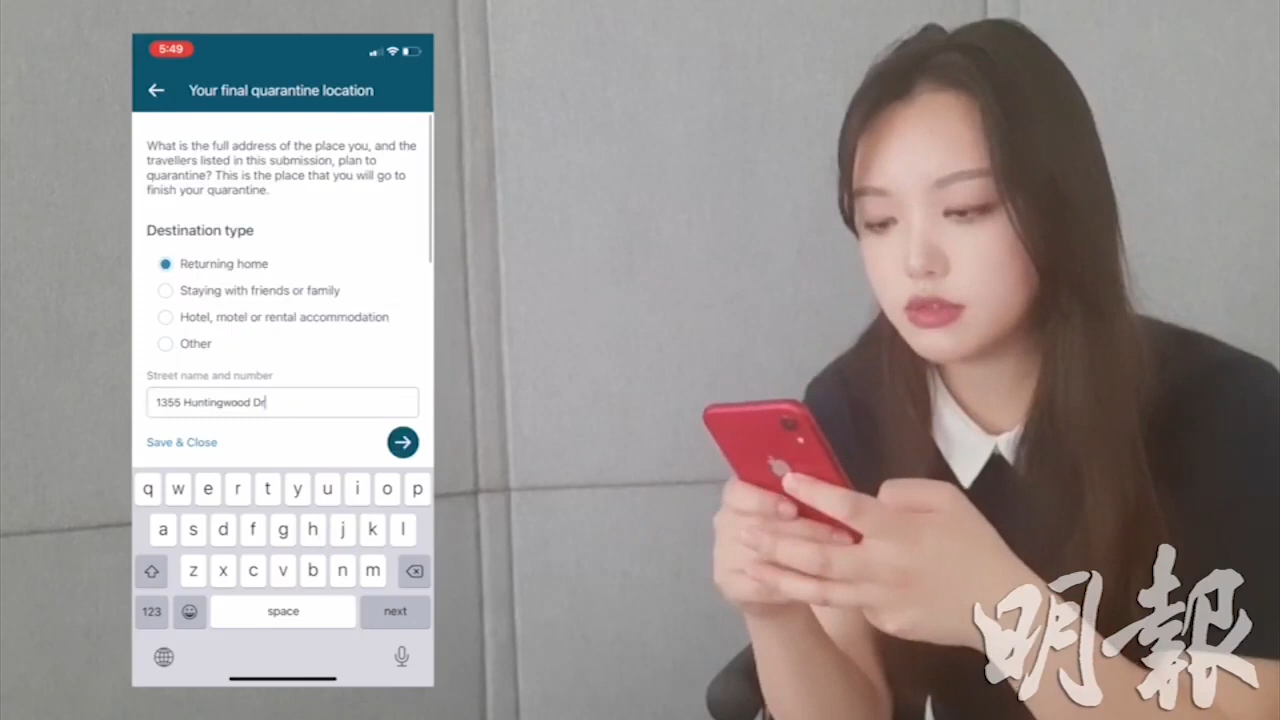 5:49
Your final quarantine location
What is the full address of the place you, and the
travellers listed in this submission, plan to
quarantine? This is the place that you will go to
finish your quarantine.
Destination type
Returning home
Staying with friends or family
Hotel, motel or rental accommodation
Other
Street name and number
1355 Huntingwood Dr
Save & Close
q w e r t y u i o p
a s d f g h j k l
z x c v b n m
123 space next
明報